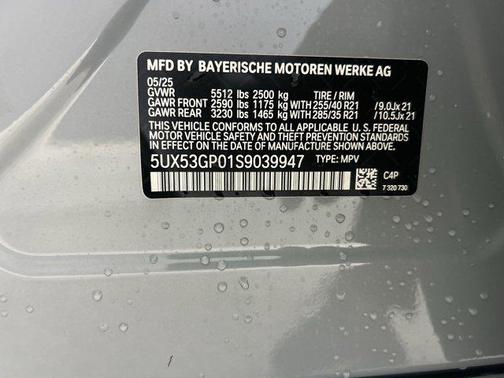 MFD BY BAYERISCHE MOTOREN WERKE AG
05/25
GVWR 5512 lbs 2500 kg TIRE / RIM
GAWR FRONT 2590 lbs 1175 kg WITH 255/40 R21 /9.0Jx 21
GAWR REAR 3230 lbs 1465 kg WITH 285/35 R21 /10.5Jx 21
THIS VEHICLE CONFORMS TO ALL APPLICABLE U.S. FEDERAL
MOTOR VEHICLE SAFETY, BUMPER, AND THEFT PREVENTION
STANDARDS IN EFFECT ON THE DATE OF MANUFACTURE
SHOWN ABOVE.
5UX53GP01S9039947 TYPE: MPV
C4P
7 320 730